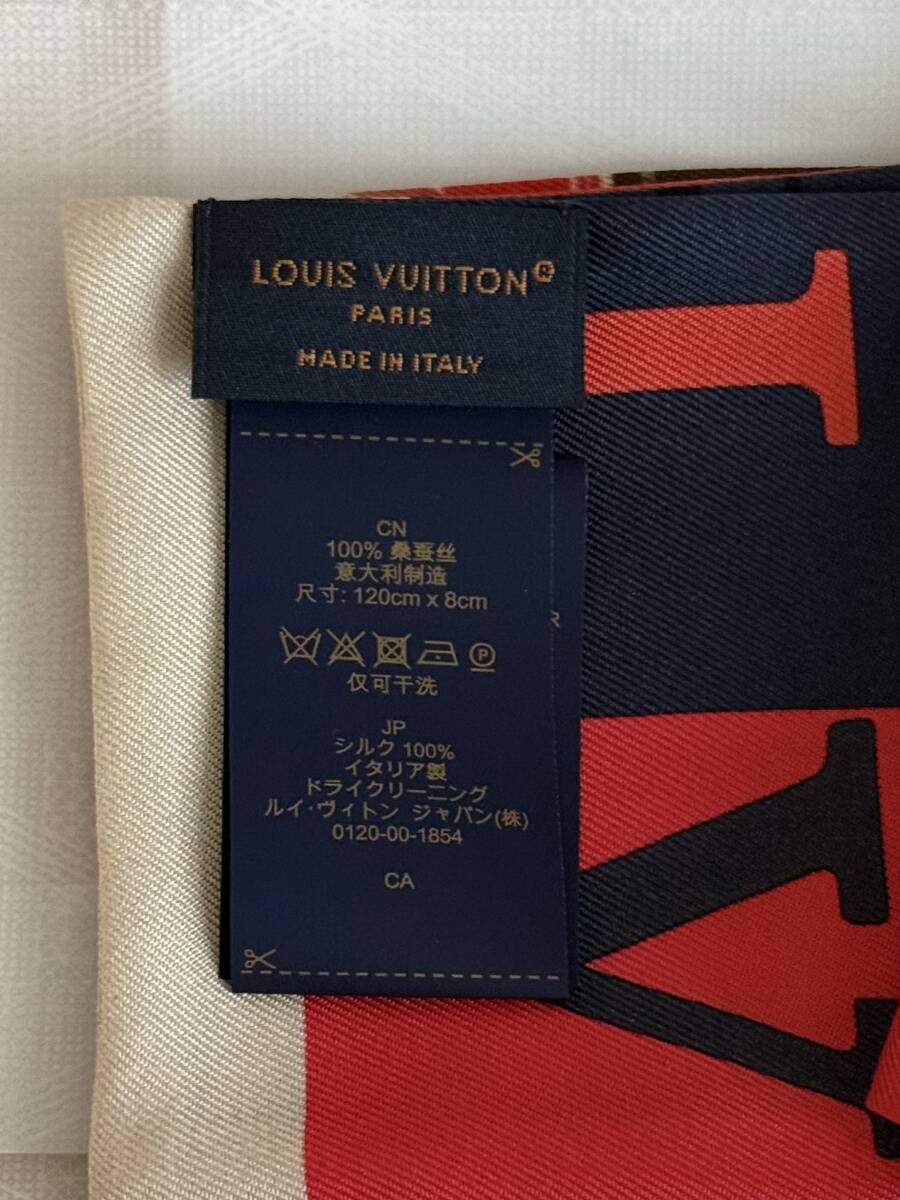 LOUIS VUITTON®
PARIS
MADE IN ITALY
CN
100% 桑蚕丝
意大利制造
尺寸: 120cm x 8cm
P
仅可干洗
JP
シルク 100%
イタリア製
ドライクリーニング
ルイ・ヴィトン ジャパン(株)
0120-00-1854
CA
R
V